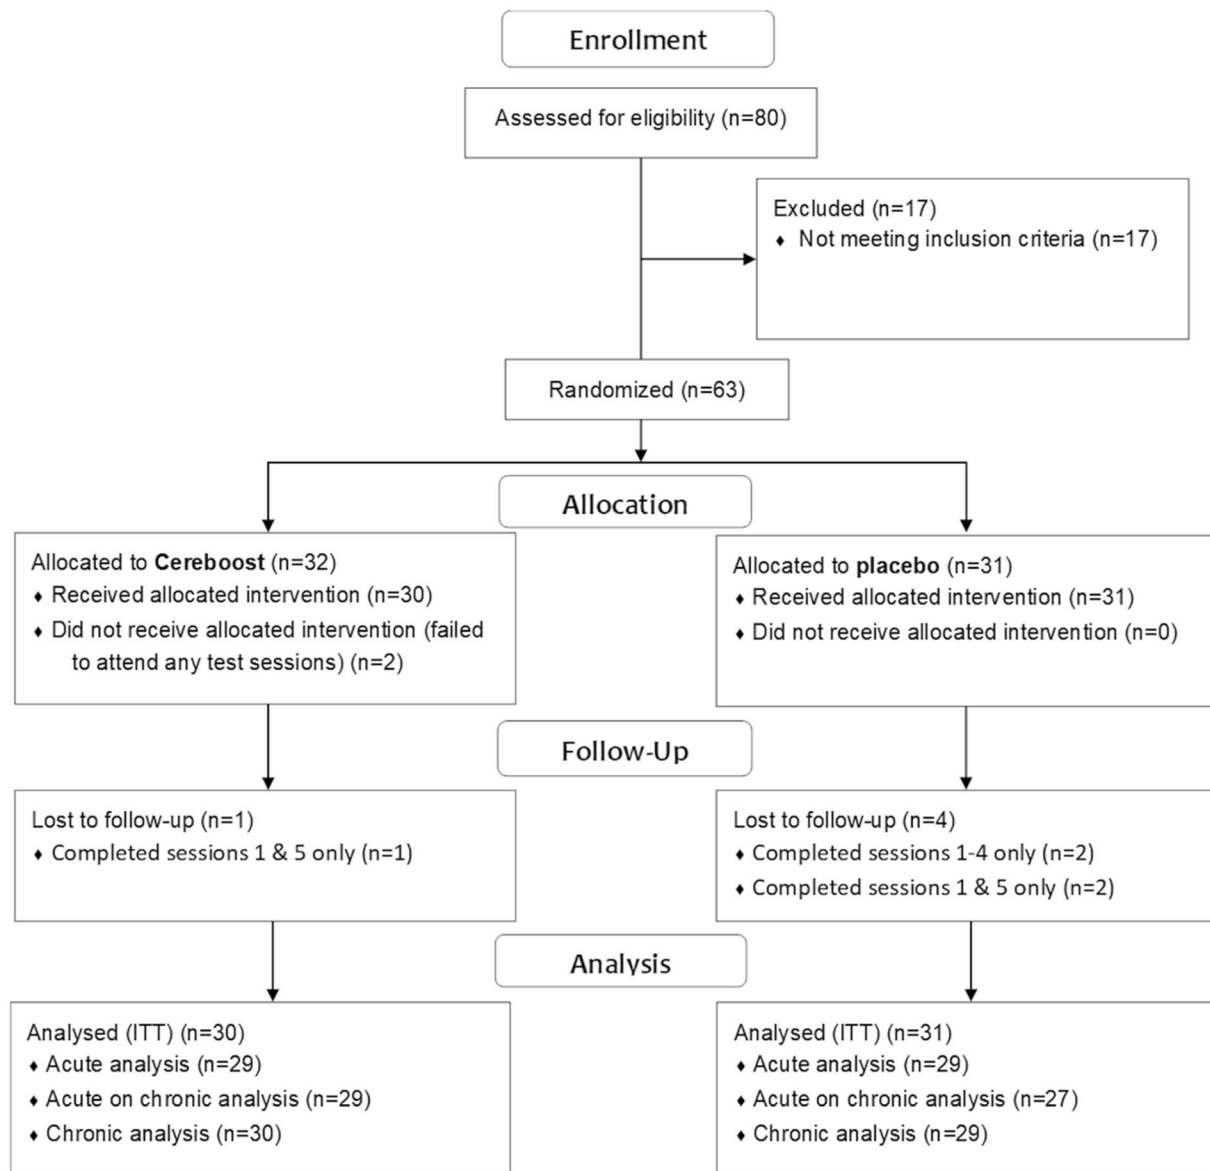 Enrollment
Assessed for eligibility (n=80)
Excluded (n=17)
♦ Not meeting inclusion criteria (n=17)
Randomized (n=63)
Allocation
Allocated to Cereboost (n=32)
♦ Received allocated intervention (n=30)
♦ Did not receive allocated intervention (failed
to attend any test sessions) (n=2)
Allocated to placebo (n=31)
♦ Received allocated intervention (n=31)
♦ Did not receive allocated intervention (n=0)
Follow-Up
Lost to follow-up (n=1)
♦ Completed sessions 1 & 5 only (n=1)
Lost to follow-up (n=4)
♦ Completed sessions 1-4 only (n=2)
♦ Completed sessions 1 & 5 only (n=2)
Analysis
Analysed (ITT) (n=30)
♦ Acute analysis (n=29)
♦ Acute on chronic analysis (n=29)
♦ Chronic analysis (n=30)
Analysed (ITT) (n=31)
♦ Acute analysis (n=29)
♦ Acute on chronic analysis (n=27)
♦ Chronic analysis (n=29)